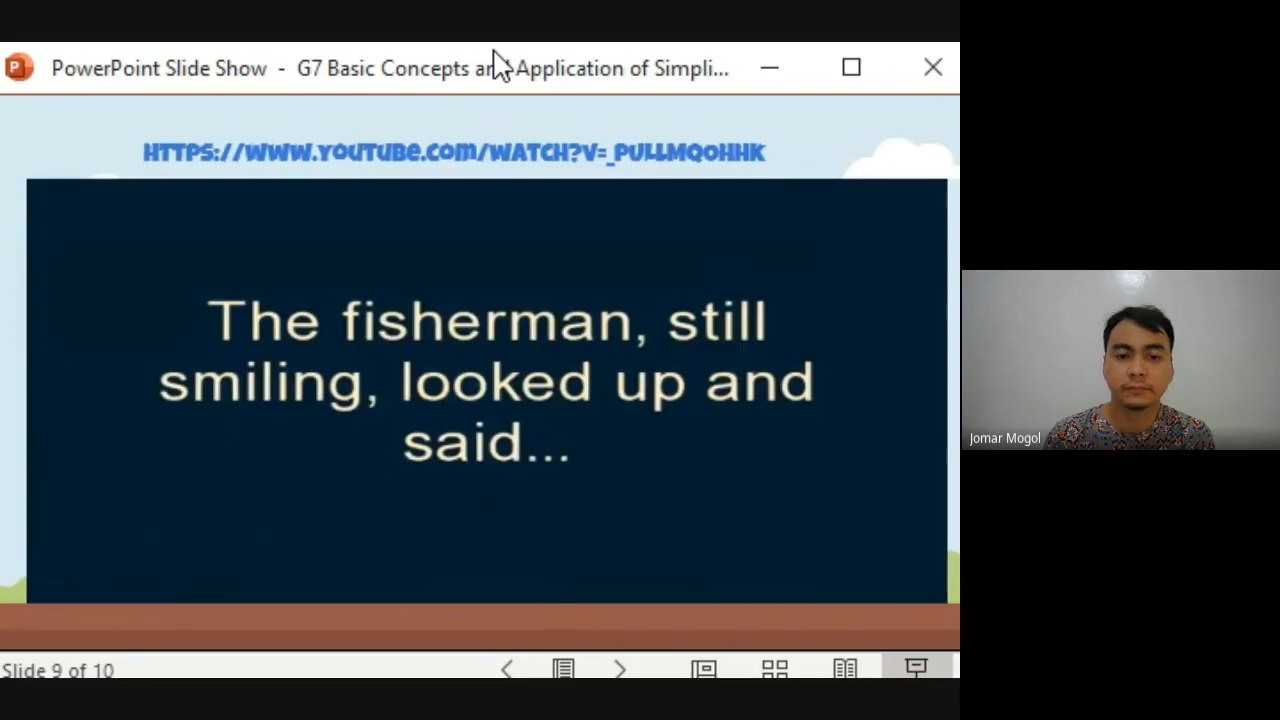 PowerPoint Slide Show - G7 Basic Concepts and Application of Simpli...
HTTPS://WWW.YOUTUBE.COM/WATCH?V=_PULLMQOHHK
The fisherman, still
smiling, looked up and
said...
Jomar Mogol
Slide 9 of 10